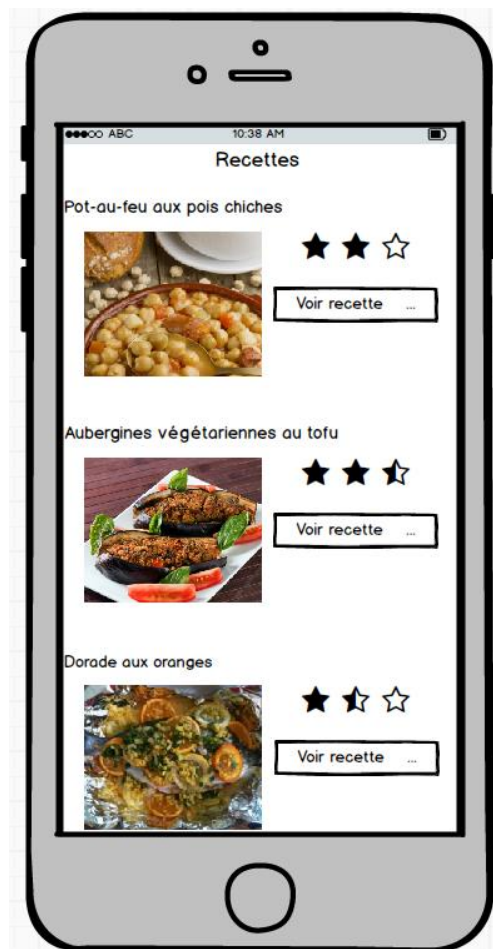 ABC 10:38 AM
Recettes
Pot-au-feu aux pois chiches
Voir recette ...
Aubergines végétariennes au tofu
Voir recette ...
Dorade aux oranges
Voir recette ...